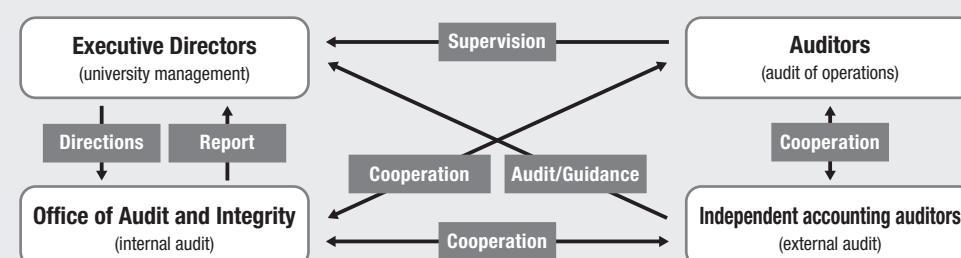 Executive Directors
(university management)
Supervision
Auditors
(audit of operations)
Directions
Report
Cooperation
Cooperation
Audit/Guidance
Office of Audit and Integrity
(internal audit)
Cooperation
Independent accounting auditors
(external audit)